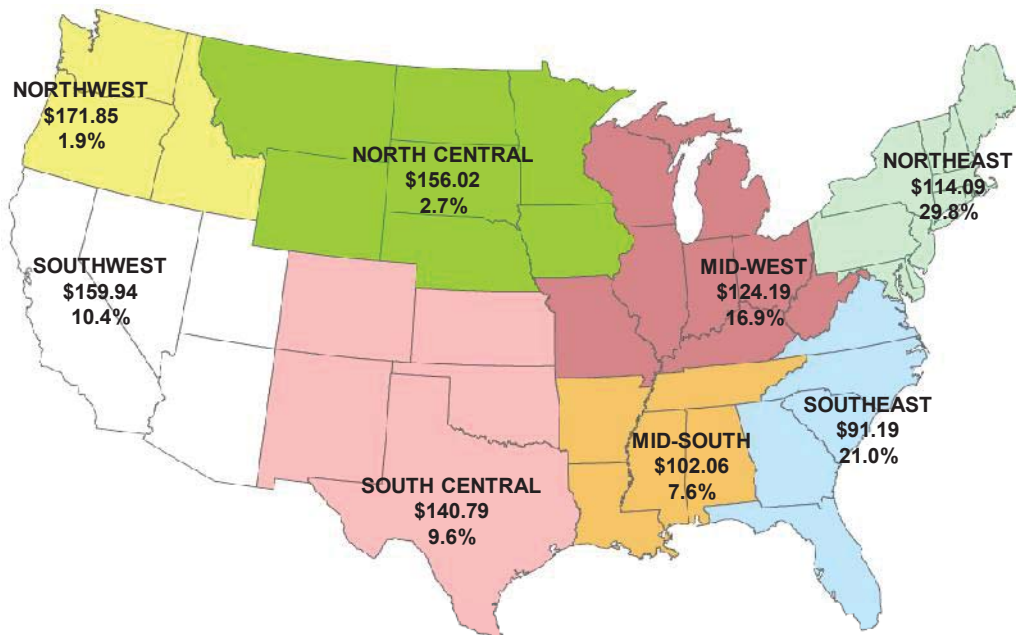 NORTHWEST
$171.85
1.9%
NORTH CENTRAL
$156.02
2.7%
NORTHEAST
$114.09
29.8%
SOUTHWEST
$159.94
10.4%
MID-WEST
$124.19
16.9%
SOUTHEAST
$91.19
21.0%
MID-SOUTH
$102.06
7.6%
SOUTH CENTRAL
$140.79
9.6%